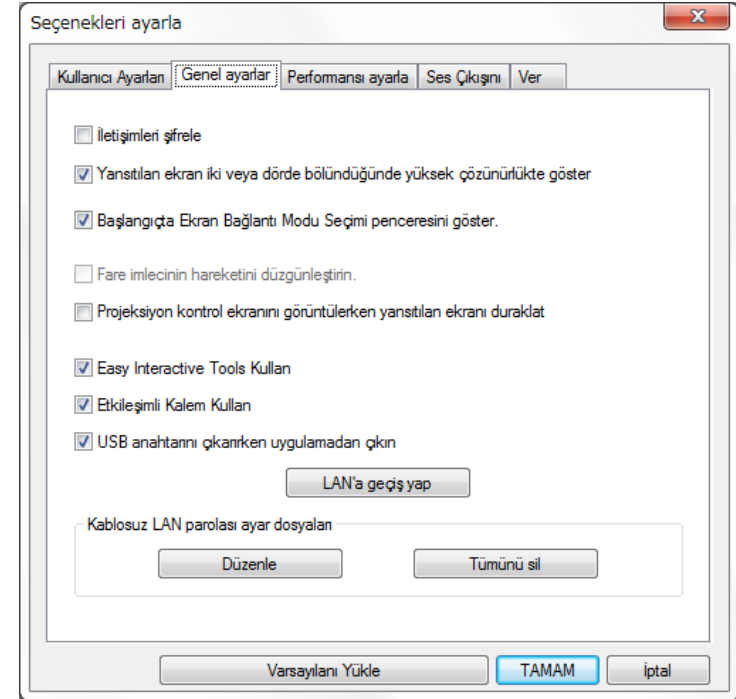 Seçenekleri ayarla
Kullanıcı Ayarları Genel ayarlar Performansı ayarla Ses Çıkışını Ver
İletişimleri şifrele
Yansıtılan ekran iki veya dörde bölündüğünde yüksek çözünürlükte göster
Başlangıçta Ekran Bağlantı Modu Seçimi penceresini göster.
Fare imlecinin hareketini düzgünleştirin.
Projeksiyon kontrol ekranını görüntülerken yansıtılan ekranı duraklat
Easy Interactive Tools Kullan
Etkileşimli Kalem Kullan
USB anahtarını çıkarırken uygulamadan çıkın
LAN'a geçiş yap
Kablosuz LAN parolası ayar dosyaları
Düzenle Tümünü sil
Varsayılanı Yükle TAMAM İptal